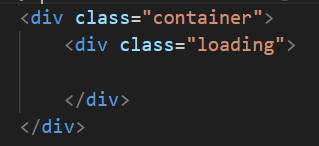 <div class="container">
    <div class="loading">

    </div>
</div>